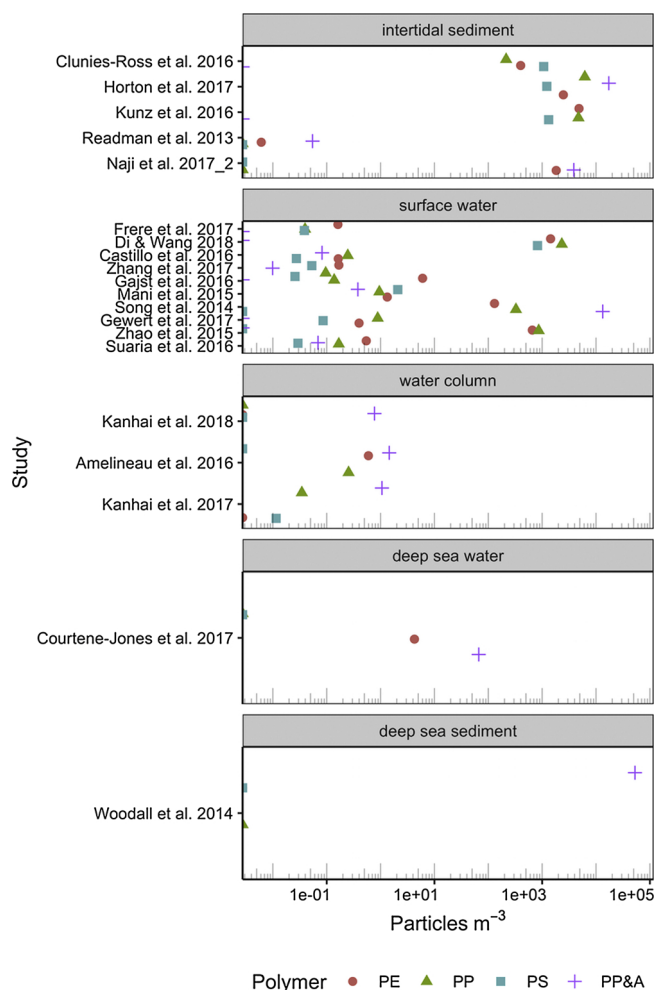 intertidal sediment
Clunies-Ross et al. 2016
Horton et al. 2017
Kunz et al. 2016
Readman et al. 2013
Naji et al. 2017_2
surface water
Frere et al. 2017
Di & Wang 2018
Castillo et al. 2016
Zhang et al. 2017
Gajst et al. 2016
Mani et al. 2015
Song et al. 2014
Gewert et al. 2017
Zhao et al. 2015
Suaria et al. 2016
water column
Kanhai et al. 2018
Amelineau et al. 2016
Kanhai et al. 2017
deep sea water
Courtene-Jones et al. 2017
deep sea sediment
Woodall et al. 2014
Study
1e-01 1e+01 1e+03 1e+05
Particles m⁻³
Polymer PE PP PS PP&A